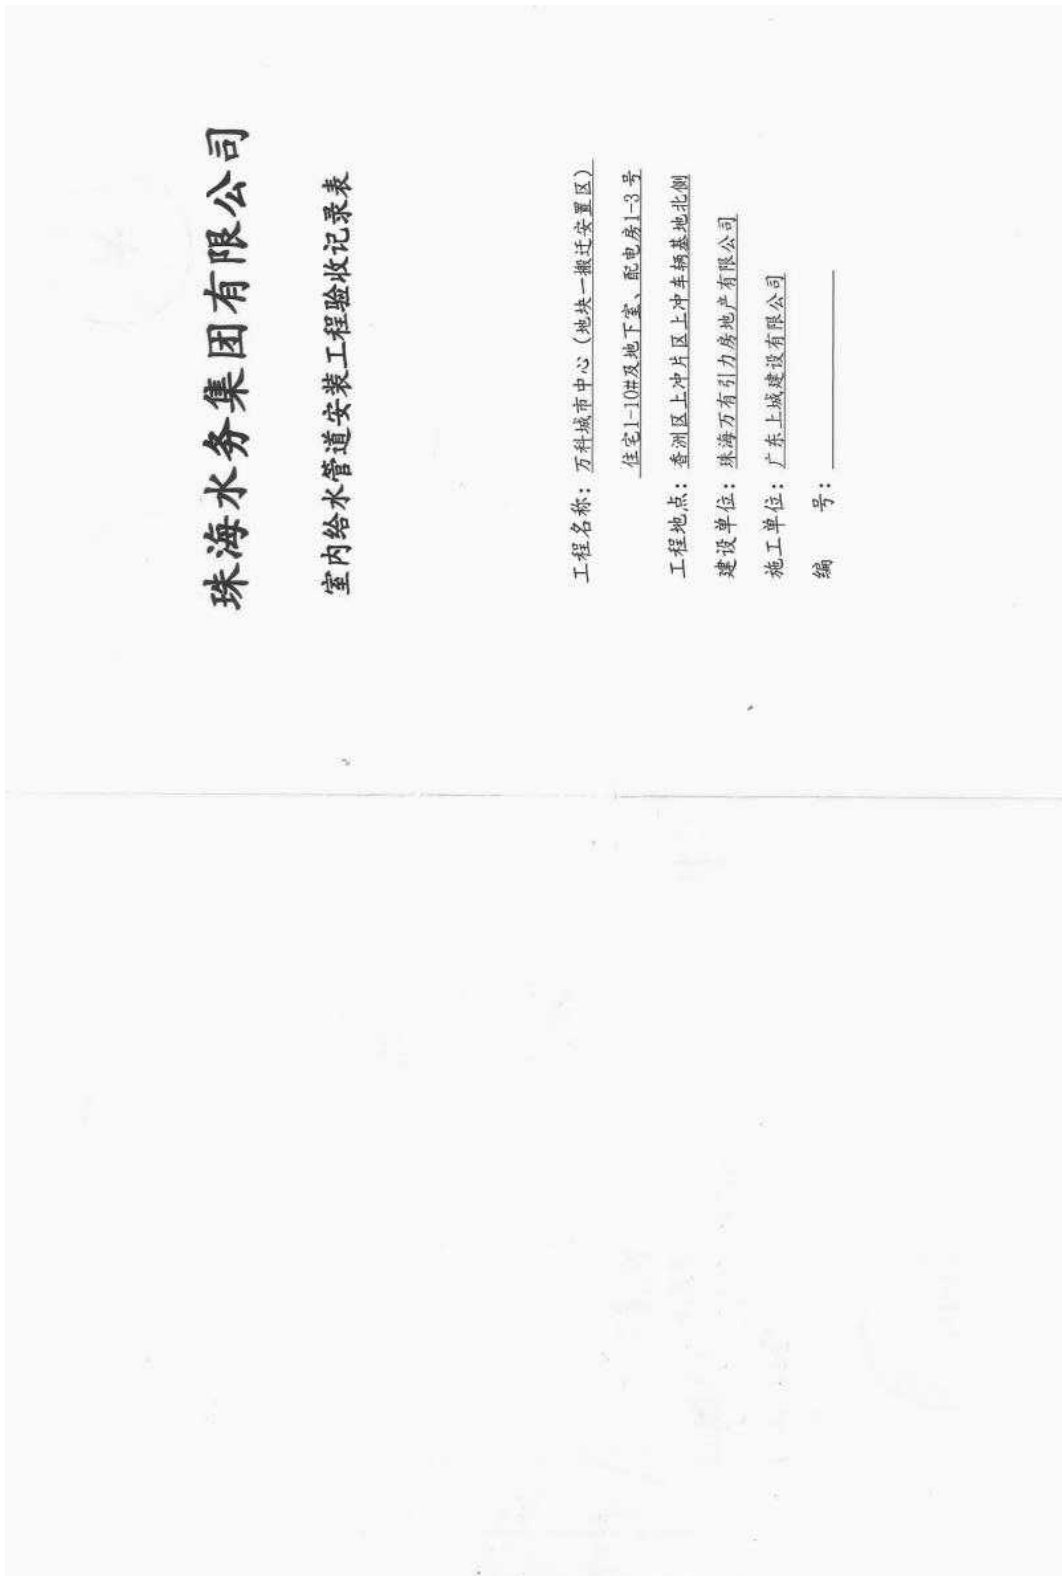 珠海水务集团有限公司
室内给水管道安装工程验收记录表
工程名称：万科城市中心（地块一搬迁安置区）
住宅1-10#及地下室、配电房1-3号
工程地点：香洲区上冲片区上冲车辆基地北侧
建设单位：珠海万有引力房地产有限公司
施工单位：广东上城建设有限公司
编 号：